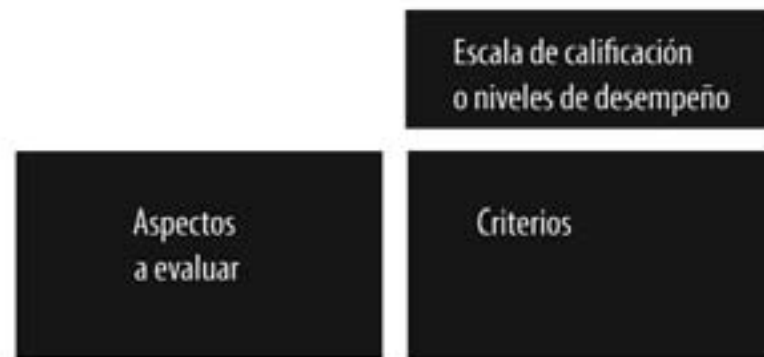 Escala de calificación
o niveles de desempeño
Aspectos
a evaluar
Criterios